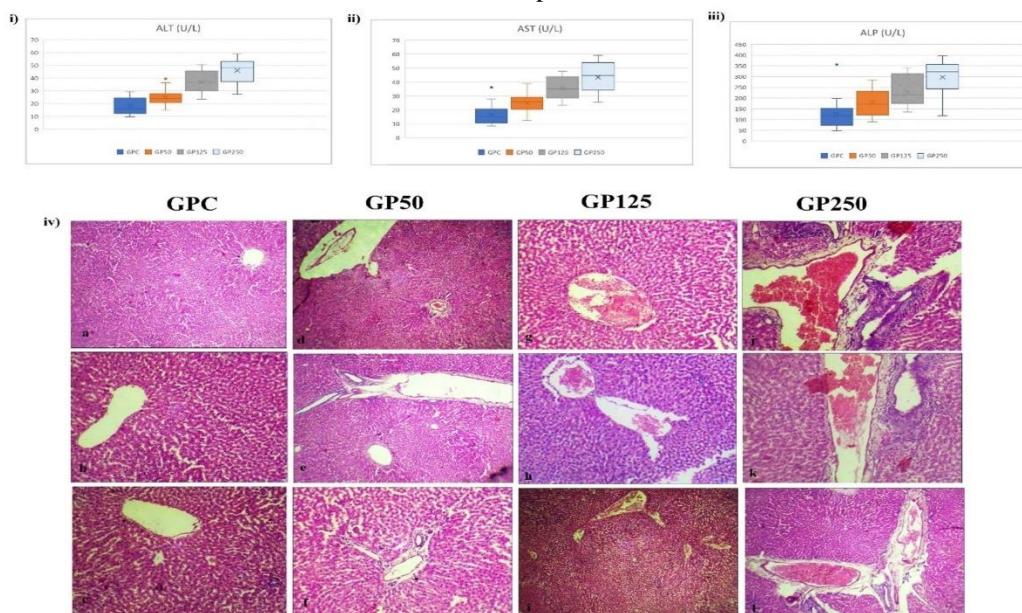 i)
ALT (U/L)
70
60
50
40
30
20
10
0
GPC GP50 GP125 GP250
ii)
AST (U/L)
70
60
50
40
30
20
10
0
GPC GP50 GP125 GP250
iii)
ALP (U/L)
450
400
350
300
250
200
150
100
50
0
GPC GP50 GP125 GP250
iv)
GPC GP50 GP125 GP250
a d g j
b e h k
c f i l